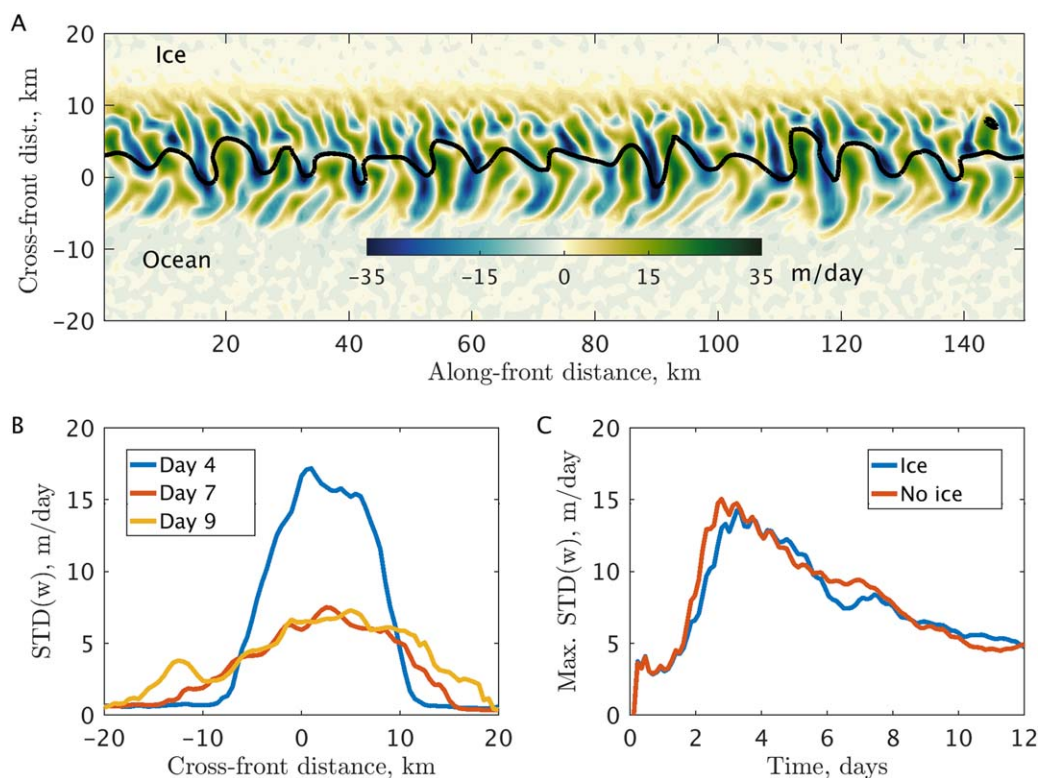 A
20
Ice
10
0
−10
−20
Cross-front dist., km
Ocean
−35
−15
0
15
35
m/day
20
40
60
80
100
120
140
Along-front distance, km
B
20
15
10
5
0
STD(w), m/day
Day 4
Day 7
Day 9
−20
−10
0
10
20
Cross-front distance, km
C
20
15
10
5
0
Max. STD(w), m/day
Ice
No ice
0
2
4
6
8
10
12
Time, days